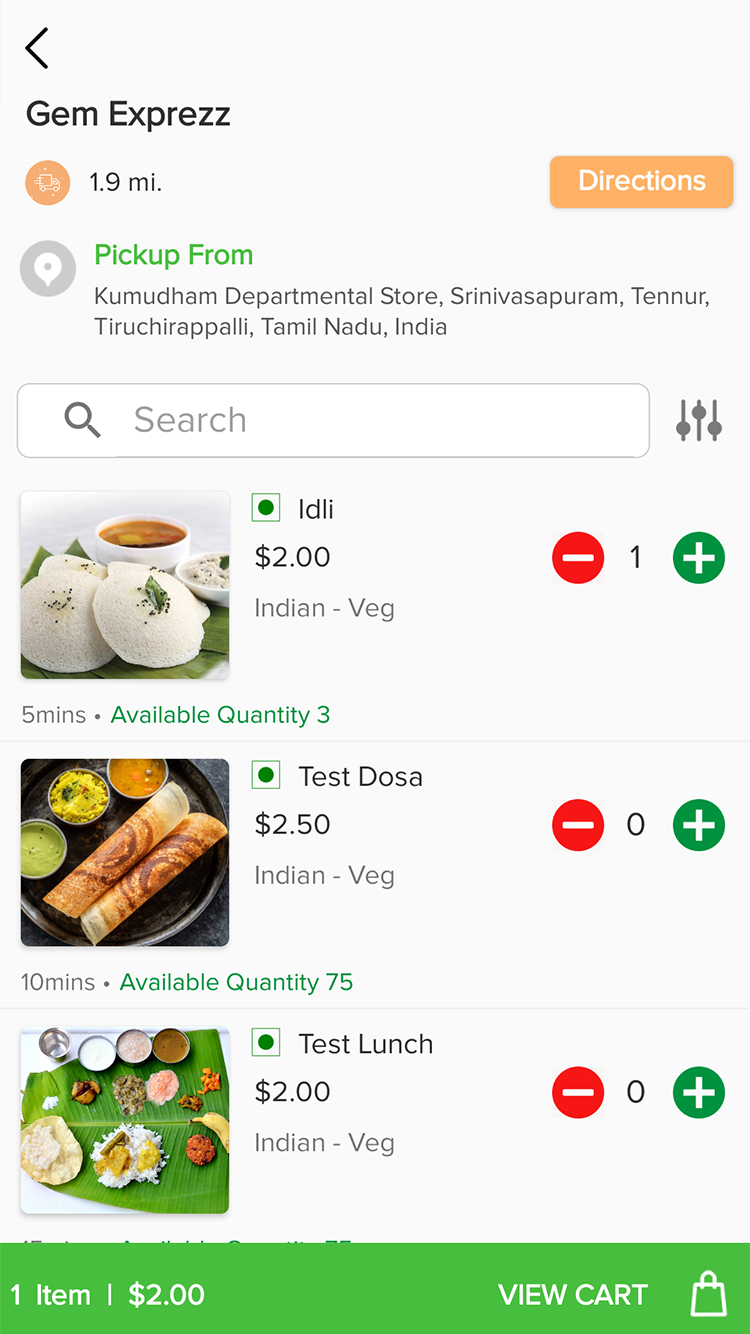 Gem Exprezz
1.9 mi.
Directions
Pickup From
Kumudham Departmental Store, Srinivasapuram, Tennur,
Tiruchirappalli, Tamil Nadu, India
Search
Idli
$2.00
1
Indian - Veg
5mins • Available Quantity 3
Test Dosa
$2.50
0
Indian - Veg
10mins • Available Quantity 75
Test Lunch
$2.00
0
Indian - Veg
1 Item | $2.00
VIEW CART